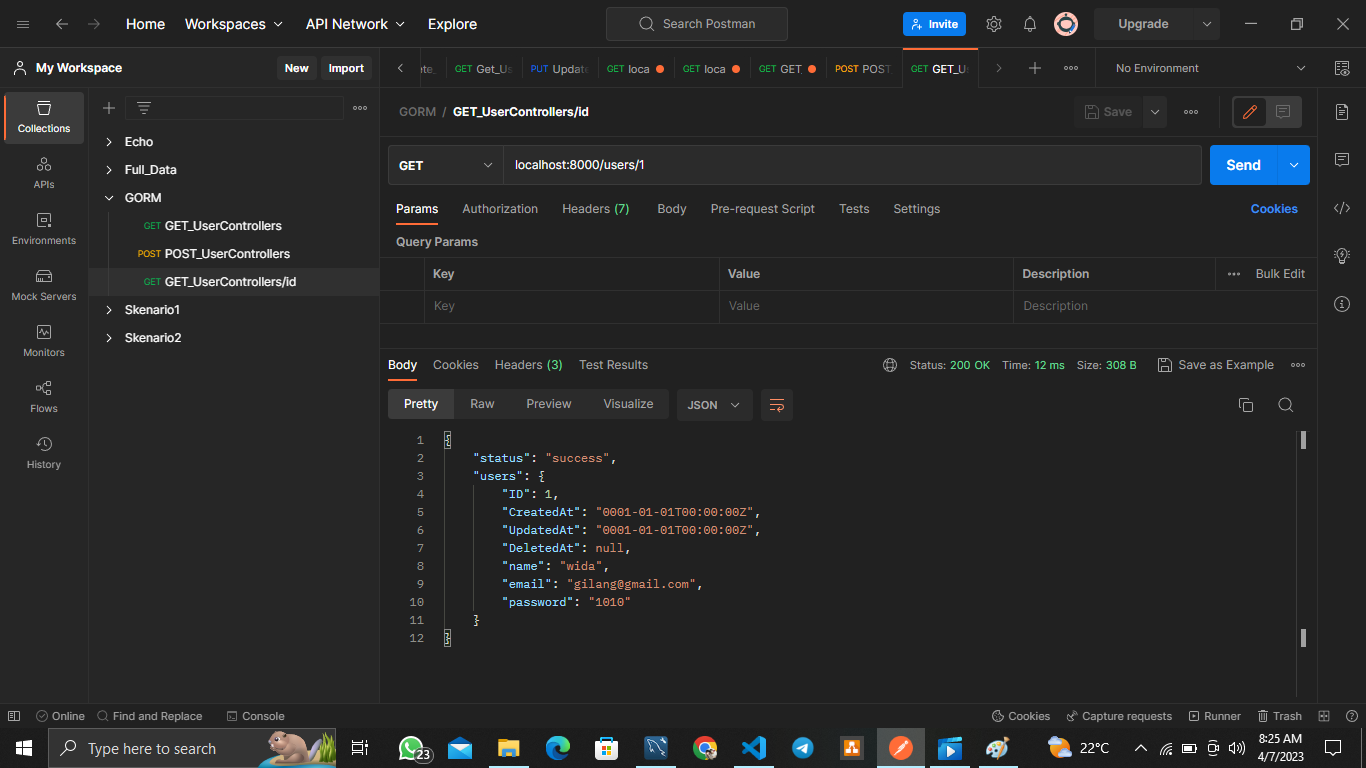 Home Workspaces API Network Explore Search Postman Invite Upgrade
My Workspace New Import
GET Get_Us PUT Update GET loca GET loca GET GET_ POST POST_ GET GET_U No Environment
GORM / GET_UserControllers/id Save
Collections
APIs
Environments
Mock Servers
Monitors
Flows
History
Echo
Full_Data
GORM
GET GET_UserControllers
POST POST_UserControllers
GET GET_UserControllers/id
Skenario1
Skenario2
GET localhost:8000/users/1 Send
Params Authorization Headers (7) Body Pre-request Script Tests Settings Cookies
Query Params
Key Value Description Bulk Edit
Key Value Description
Body Cookies Headers (3) Test Results Status: 200 OK Time: 12 ms Size: 308 B Save as Example
Pretty Raw Preview Visualize JSON
1 {
2 "status": "success",
3 "users": {
4 "ID": 1,
5 "CreatedAt": "0001-01-01T00:00:00Z",
6 "UpdatedAt": "0001-01-01T00:00:00Z",
7 "DeletedAt": null,
8 "name": "wida",
9 "email": "gilang@gmail.com",
10 "password": "1010"
11 }
12 }
Online Find and Replace Console Cookies Capture requests Runner Trash
Type here to search 23 22°C 8:25 AM
4/7/2023